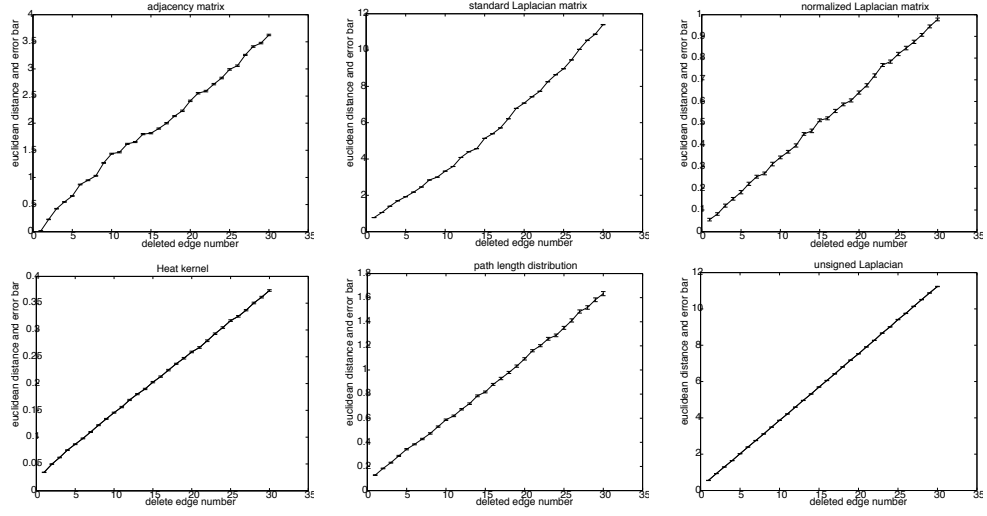 adjacency matrix
4
3.5
3
2.5
2
1.5
1
0.5
0
euclidean distance and error bar
0 5 10 15 20 25 30 35
deleted edge number
standard Laplacian matrix
12
10
8
6
4
2
0
euclidean distance and error bar
0 5 10 15 20 25 30 35
deleted edge number
normalized Laplacian matrix
1
0.9
0.8
0.7
0.6
0.5
0.4
0.3
0.2
0.1
0
euclidean distance and error bar
0 5 10 15 20 25 30 35
deleted edge number
Heat kernel
0.4
0.35
0.3
0.25
0.2
0.15
0.1
0.05
0
euclidean distance and error bar
0 5 10 15 20 25 30 35
deleted edge number
path length distribution
1.8
1.6
1.4
1.2
1
0.8
0.6
0.4
0.2
0
euclidean distance and error bar
0 5 10 15 20 25 30 35
deleted edge number
unsigned Laplacian
12
10
8
6
4
2
0
euclidean distance and error bar
0 5 10 15 20 25 30 35
deleted edge number